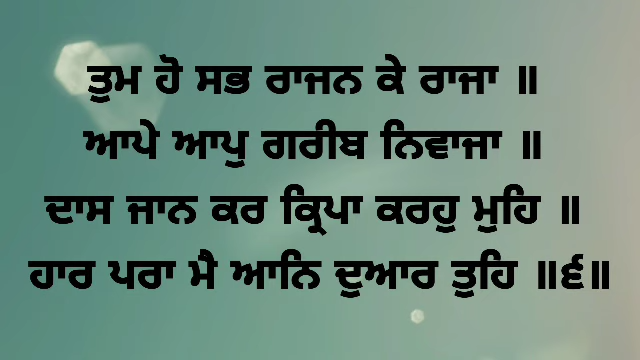 ਤੁਮ ਹੋ ਸਭ ਰਾਜਨ ਕੇ ਰਾਜਾ ॥
ਆਪੇ ਆਪੁ ਗਰੀਬ ਨਿਵਾਜਾ ॥
ਦਾਸ ਜਾਨ ਕਰ ਕ੍ਰਿਪਾ ਕਰਹੁ ਮੁਹਿ ॥
ਹਾਰ ਪਰਾ ਮੈ ਆਨਿ ਦੁਆਰ ਤੁਹਿ ॥੬॥